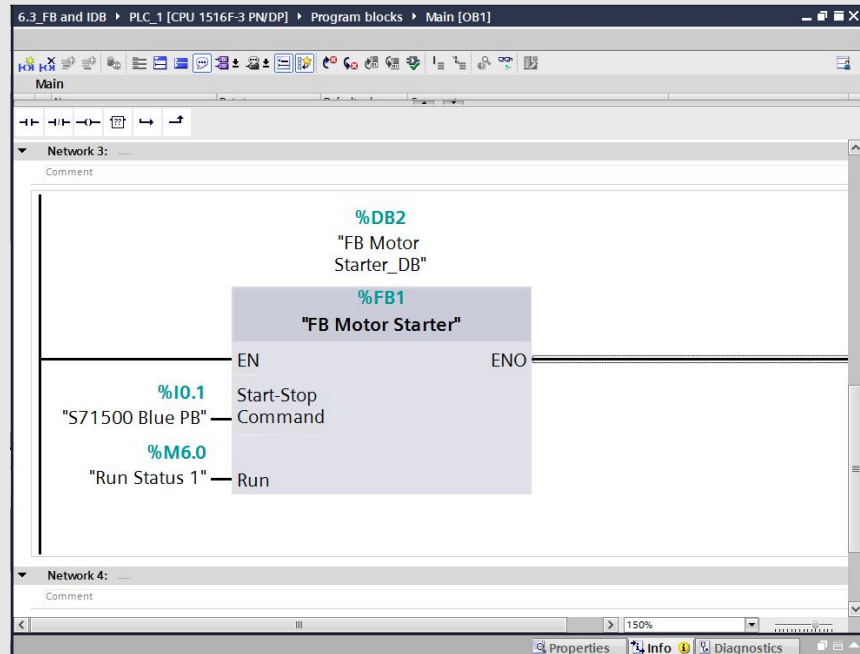 6.3_FB and IDB ▸ PLC_1 [CPU 1516F-3 PN/DP] ▸ Program blocks ▸ Main [OB1]
Main
Network 3: .....
Comment
%DB2
"FB Motor
Starter_DB"
%FB1
"FB Motor Starter"
EN ENO
%I0.1
"S71500 Blue PB"
Start-Stop
Command
%M6.0
"Run Status 1"
Run
Network 4: .....
Comment
150%
Properties Info Diagnostics